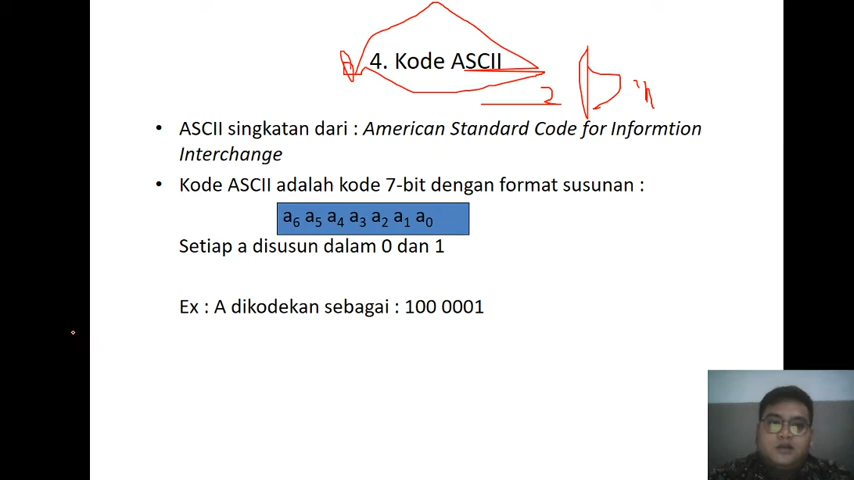 4. Kode ASCII
2
• ASCII singkatan dari : American Standard Code for Informtion
Interchange
• Kode ASCII adalah kode 7-bit dengan format susunan :
a6 a5 a4 a3 a2 a1 a0
Setiap a disusun dalam 0 dan 1
Ex : A dikodekan sebagai : 100 0001